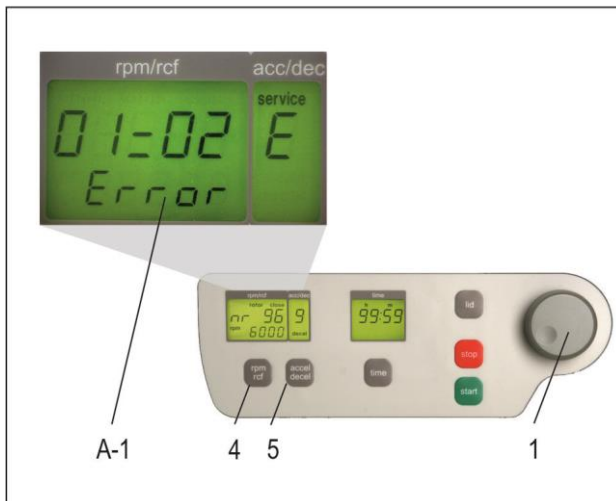 rpm/rcf acc/dec
service
01=02 E
Error
rpm/rcf acc/dec
nr 96 9
rpm 6000 decel
time
h m
99:59
lid
stop
start
rpm
rcf
accel
decel
time
A-1 4 5 1